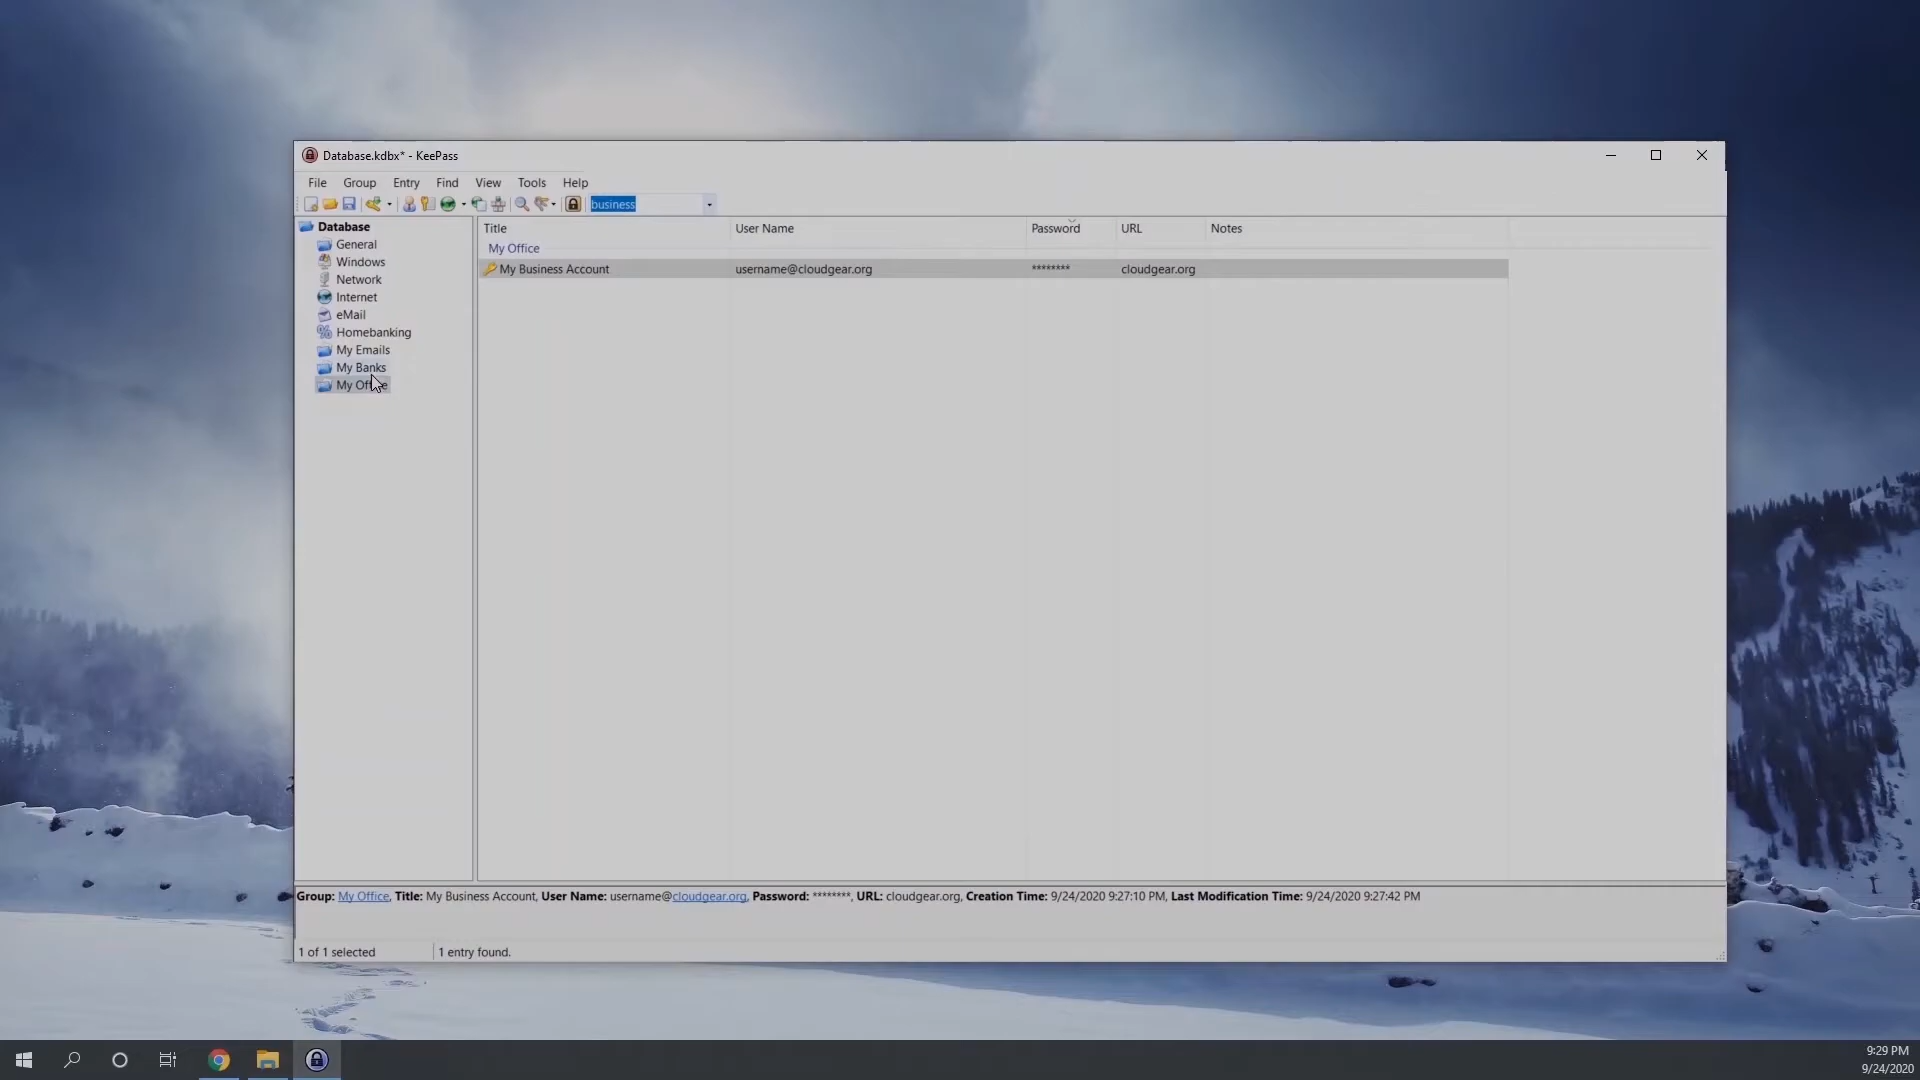 Database.kdbx* - KeePass
File Group Entry Find View Tools Help
business
Database
General
Windows
Network
Internet
eMail
Homebanking
My Emails
My Banks
My Office
Title User Name Password URL Notes
My Office
My Business Account username@cloudgear.org ******** cloudgear.org
Group: My Office, Title: My Business Account, User Name: username@cloudgear.org, Password: ********, URL: cloudgear.org, Creation Time: 9/24/2020 9:27:10 PM, Last Modification Time: 9/24/2020 9:27:42 PM
1 of 1 selected 1 entry found.
9:29 PM
9/24/2020